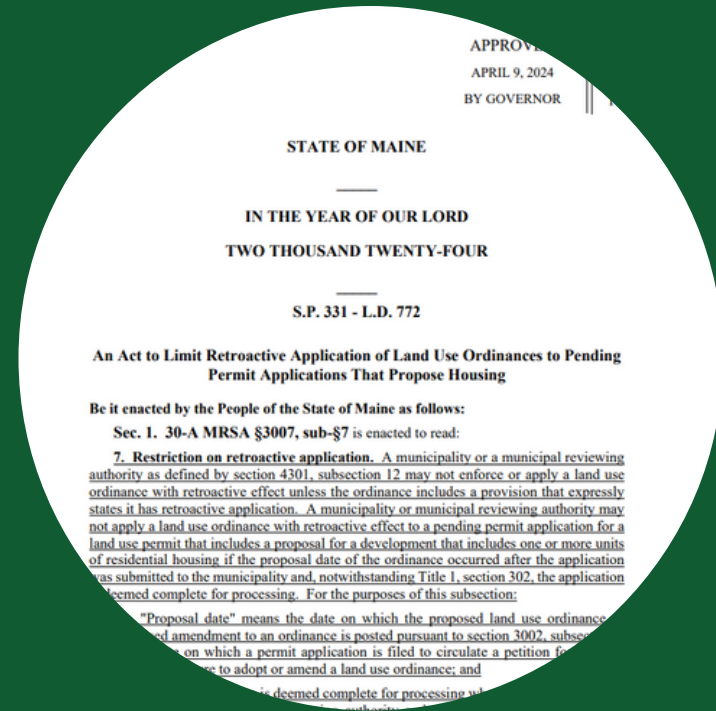 APPROV
APRIL 9, 2024
BY GOVERNOR
STATE OF MAINE
IN THE YEAR OF OUR LORD
TWO THOUSAND TWENTY-FOUR
S.P. 331 - L.D. 772
An Act to Limit Retroactive Application of Land Use Ordinances to Pending
Permit Applications That Propose Housing
Be it enacted by the People of the State of Maine as follows:
Sec. 1. 30-A MRSA §3007, sub-§7 is enacted to read:
7. Restriction on retroactive application. A municipality or a municipal reviewing
authority as defined by section 4301, subsection 12 may not enforce or apply a land use
ordinance with retroactive effect unless the ordinance includes a provision that expressly
states it has retroactive application. A municipality or municipal reviewing authority may
not apply a land use ordinance with retroactive effect to a pending permit application for a
land use permit that includes a proposal for a development that includes one or more units
of residential housing if the proposal date of the ordinance occurred after the application
was submitted to the municipality and, notwithstanding Title 1, section 302, the application
deemed complete for processing. For the purposes of this subsection:
"Proposal date" means the date on which the proposed land use ordinance
amendment to an ordinance is posted pursuant to section 3002,
on which a permit application is filed to circulate a petition
to adopt or amend a land use ordinance; and
is deemed complete for processing